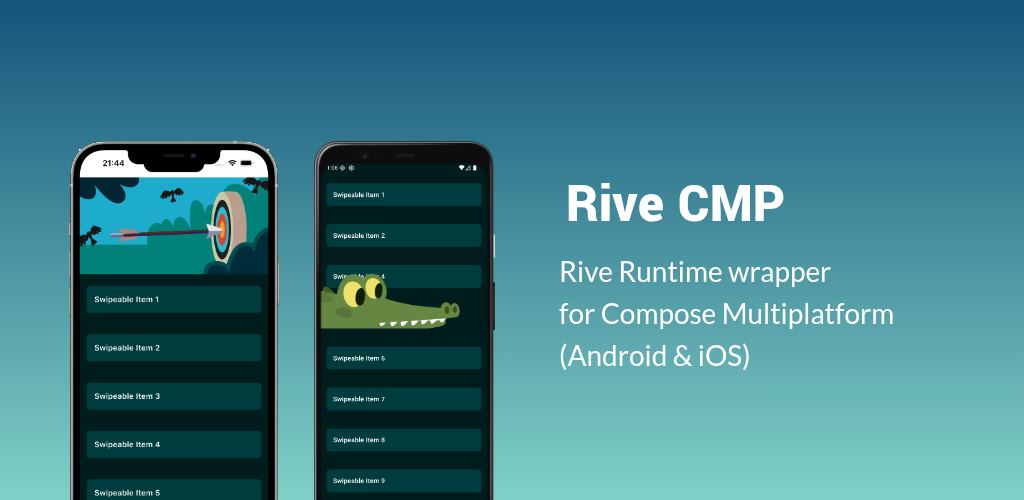 21:44
Swipeable Item 1
Swipeable Item 2
Swipeable Item 3
Swipeable Item 4
Swipeable Item 5
1:06
Swipeable Item 1
Swipeable Item 2
Swipeable 4
Swipeable Item 6
Swipeable Item 7
Swipeable Item 8
Swipeable Item 9
Rive CMP
Rive Runtime wrapper
for Compose Multiplatform
(Android & iOS)